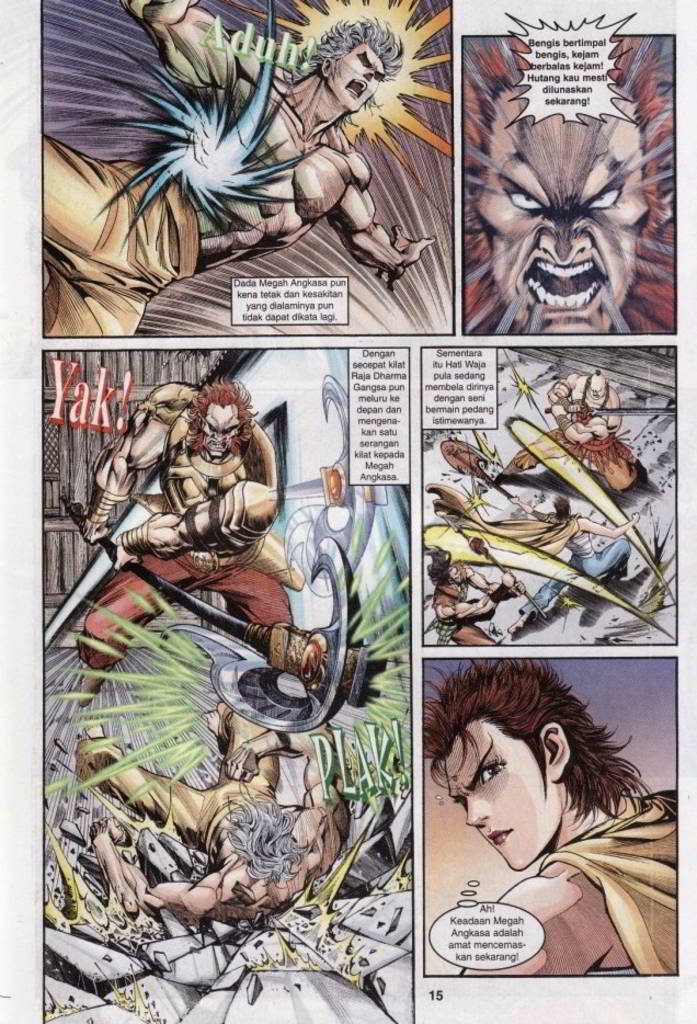 Aduh!
Dada Megah Angkasa pun
kena tetak dan kesakitan
yang dialaminya pun
tidak dapat dikata lagi.
Bengis bertimpal
bengis, kejam
berbalas kejam!
Hutang kau mesti
dilunaskan
sekarang!
Yak!
Dengan
secepat kilat
Raja Dharma
Gangsa pun
meluru ke
depan dan
mengena-
kan satu
serangan
kilat kepada
Megah
Angkasa.
PLAK!
Sementara
itu Hati Waja
pula sedang
membela dirinya
dengan seni
bermain pedang
istimewanya.
Ah!
Keadaan Megah
Angkasa adalah
amat mencemas-
kan sekarang!
15